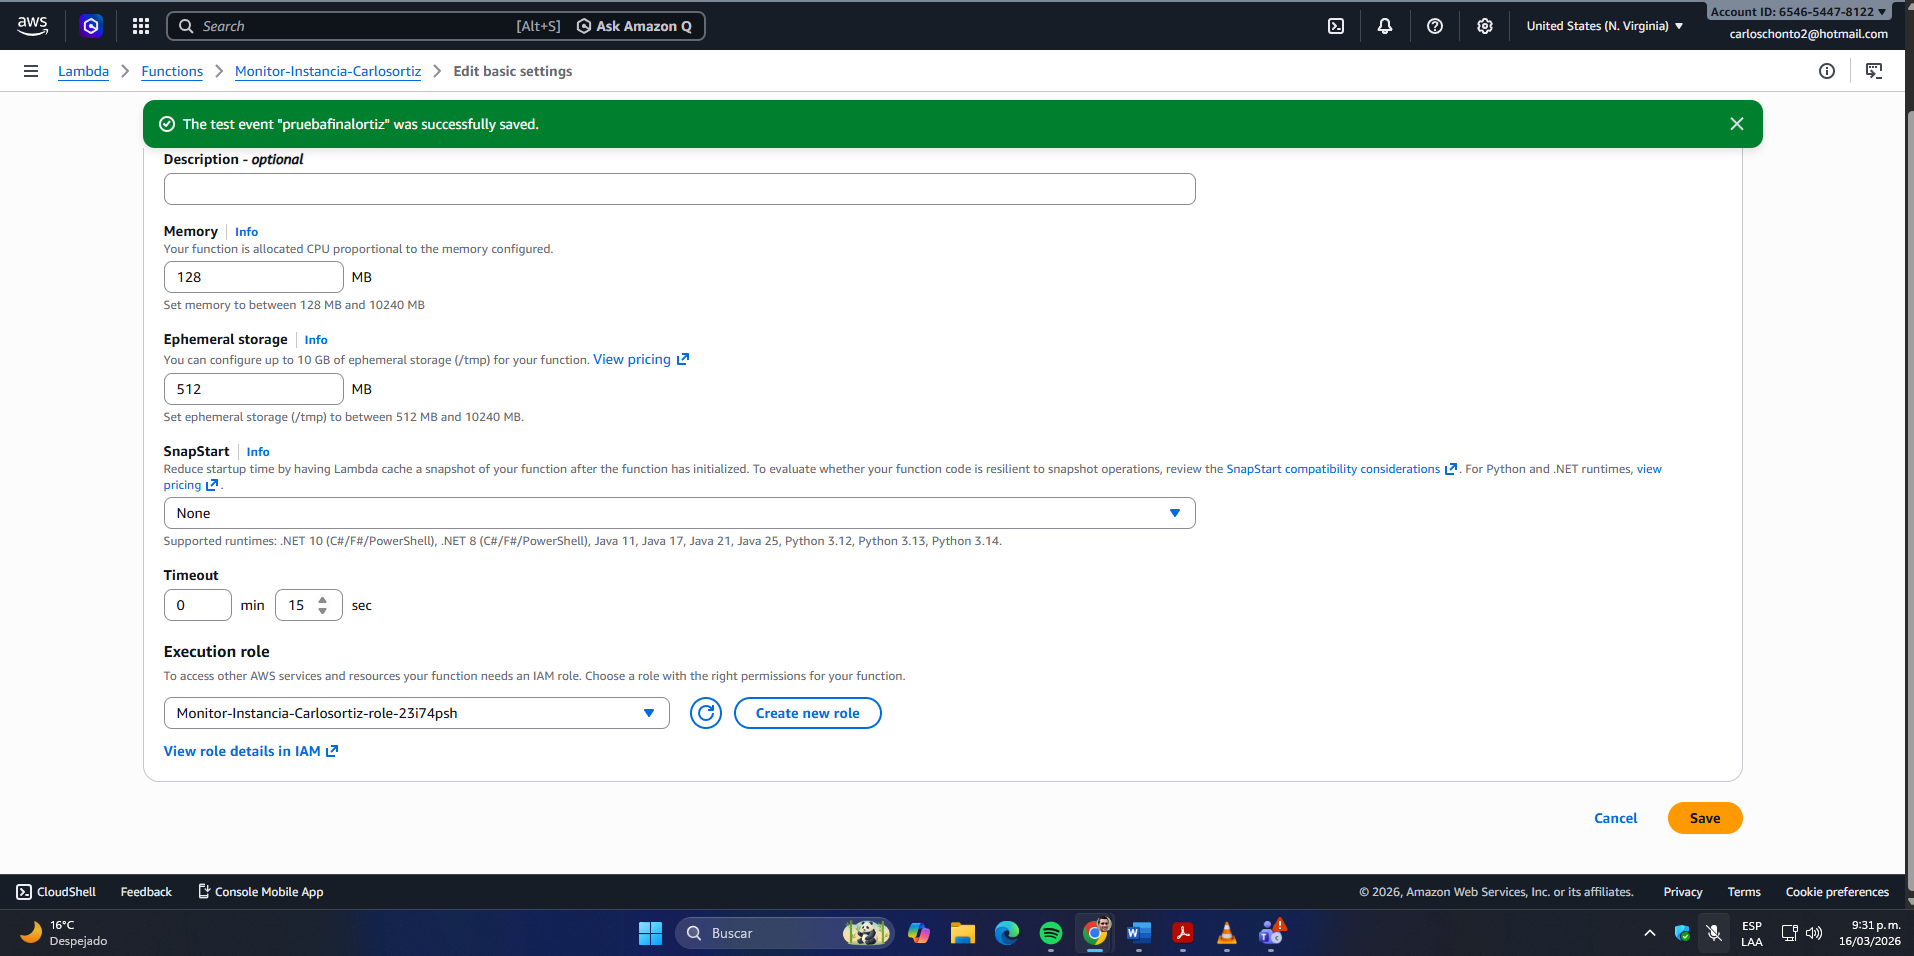 aws
Search [Alt+S] Ask Amazon Q
United States (N. Virginia)
Account ID: 6546-5447-8122
carloschonto2@hotmail.com
Lambda Functions Monitor-Instancia-Carlosortiz Edit basic settings
The test event "pruebafinalortiz" was successfully saved.
Description - optional
Memory Info
Your function is allocated CPU proportional to the memory configured.
128 MB
Set memory to between 128 MB and 10240 MB
Ephemeral storage Info
You can configure up to 10 GB of ephemeral storage (/tmp) for your function. View pricing
512 MB
Set ephemeral storage (/tmp) to between 512 MB and 10240 MB.
SnapStart Info
Reduce startup time by having Lambda cache a snapshot of your function after the function has initialized. To evaluate whether your function code is resilient to snapshot operations, review the SnapStart compatibility considerations. For Python and .NET runtimes, view
pricing.
None
Supported runtimes: .NET 10 (C#/F#/PowerShell), .NET 8 (C#/F#/PowerShell), Java 11, Java 17, Java 21, Java 25, Python 3.12, Python 3.13, Python 3.14.
Timeout
0 min 15 sec
Execution role
To access other AWS services and resources your function needs an IAM role. Choose a role with the right permissions for your function.
Monitor-Instancia-Carlosortiz-role-23i74psh Create new role
View role details in IAM
Cancel Save
CloudShell Feedback Console Mobile App © 2026, Amazon Web Services, Inc. or its affiliates. Privacy Terms Cookie preferences
16°C
Despejado
Buscar
ESP
LAA
9:31 p.m.
16/03/2026